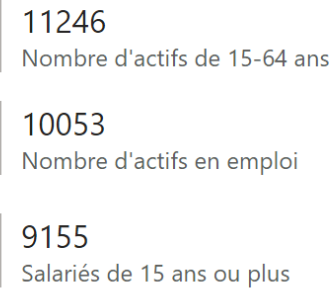 11246
Nombre d'actifs de 15-64 ans
10053
Nombre d'actifs en emploi
9155
Salariés de 15 ans ou plus